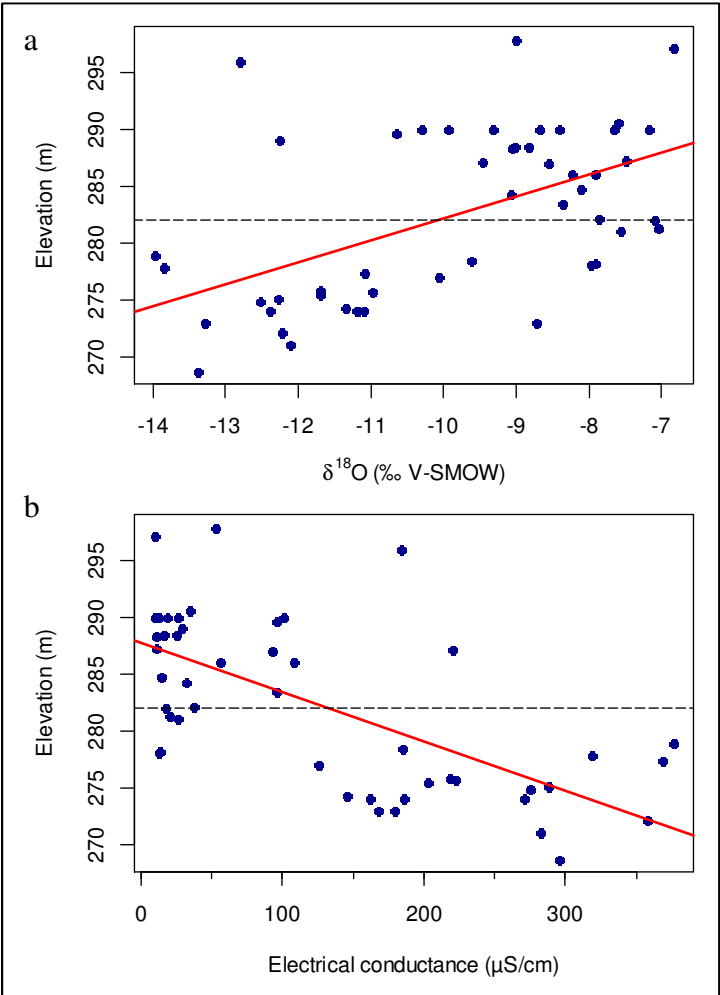 a
295
290
285
280
275
270
Elevation (m)
-14 -13 -12 -11 -10 -9 -8 -7
δ18O (‰ V-SMOW)
b
295
290
285
280
275
270
Elevation (m)
0 100 200 300
Electrical conductance (µS/cm)